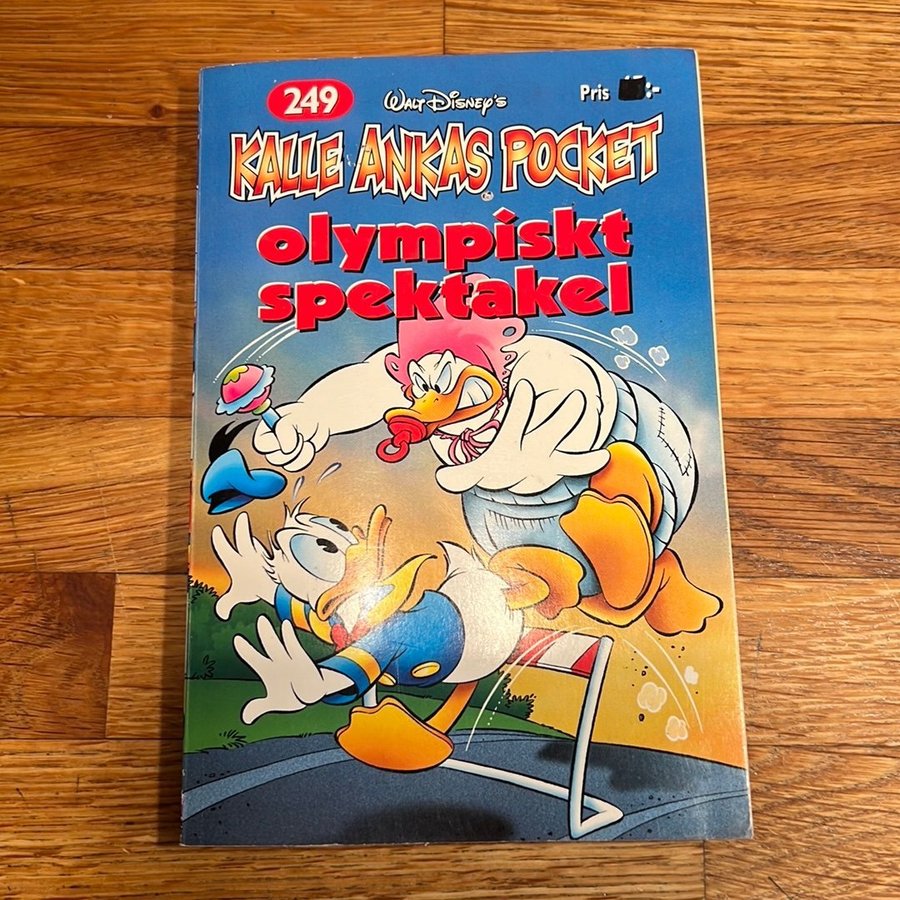 249 WALT DISNEY'S Pris :-
KALLE ANKAS POCKET
olympiskt
spektakel